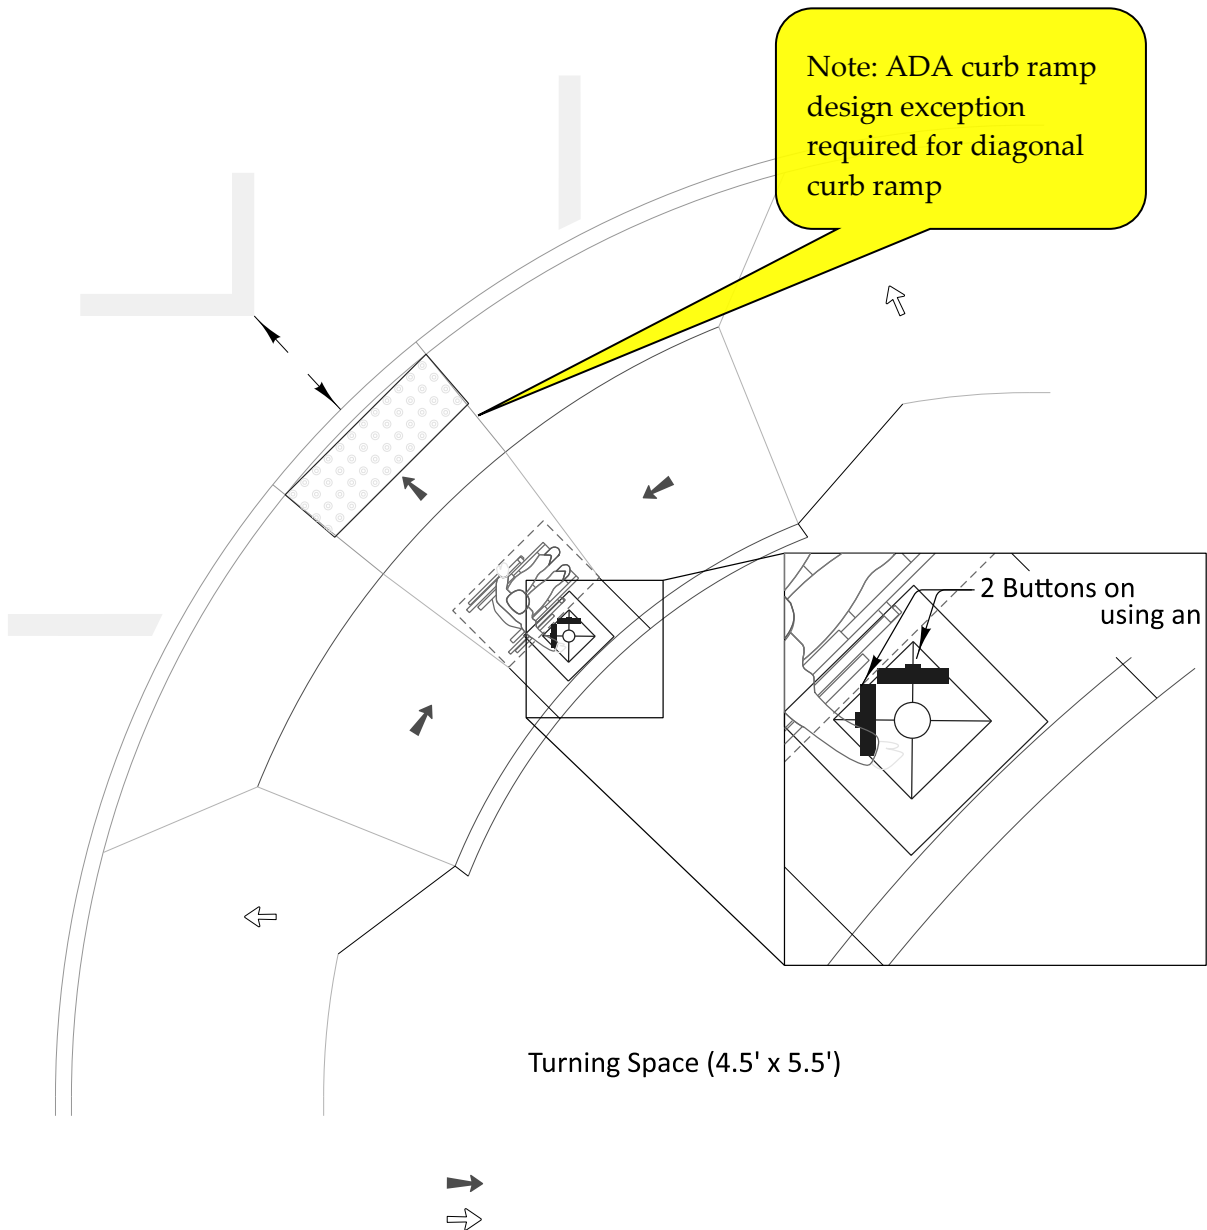 Note: ADA curb ramp
design exception
required for diagonal
curb ramp
2 Buttons on
using an
Turning Space (4.5' x 5.5')